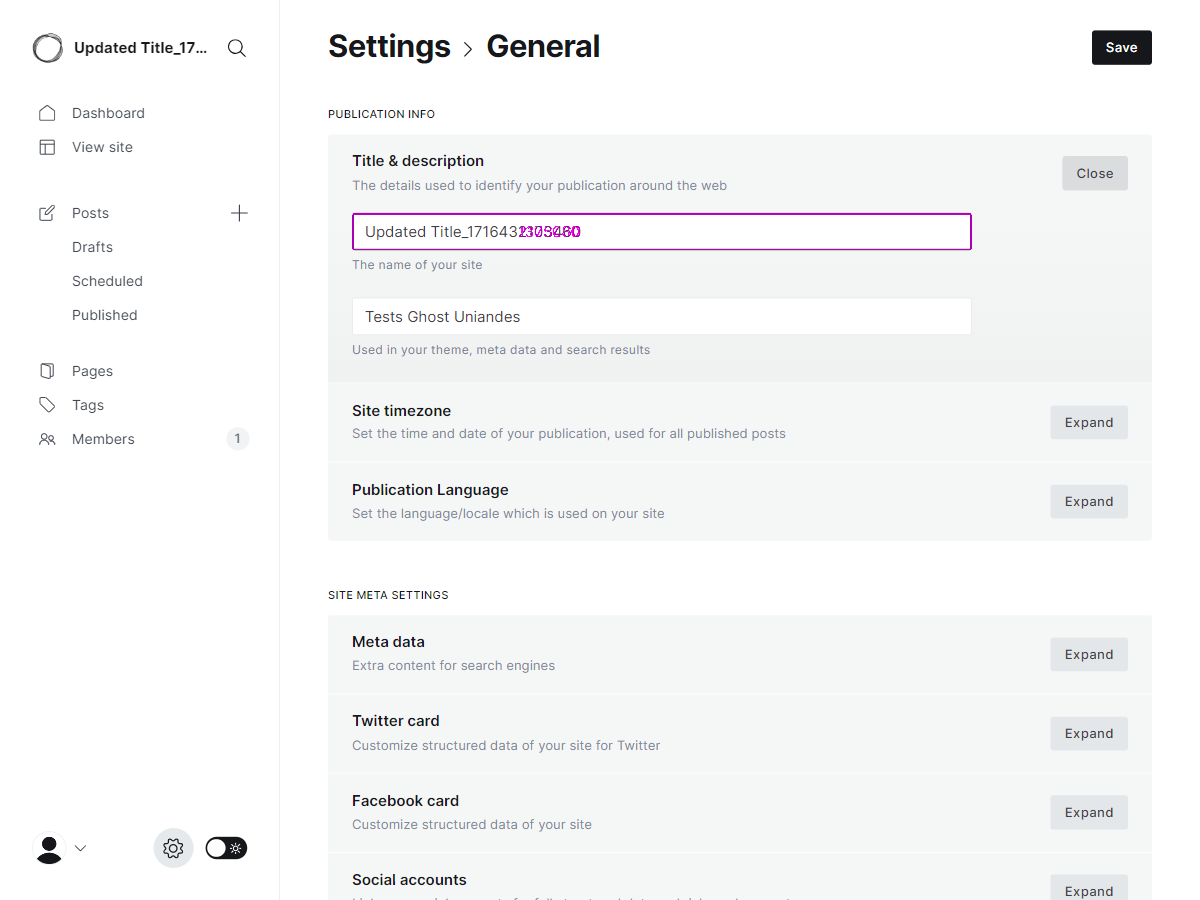 Updated Title_17...
Settings > General
Save
Dashboard
View site
Posts
Drafts
Scheduled
Published
Pages
Tags
Members
1
PUBLICATION INFO
Title & description
The details used to identify your publication around the web
Close
Updated
The name of your site
Tests Ghost Uniandes
Used in your theme, meta data and search results
Site timezone
Set the time and date of your publication, used for all published posts
Expand
Publication Language
Set the language/locale which is used on your site
Expand
SITE META SETTINGS
Meta data
Extra content for search engines
Expand
Twitter card
Customize structured data of your site for Twitter
Expand
Facebook card
Customize structured data of your site
Expand
Social accounts
Expand